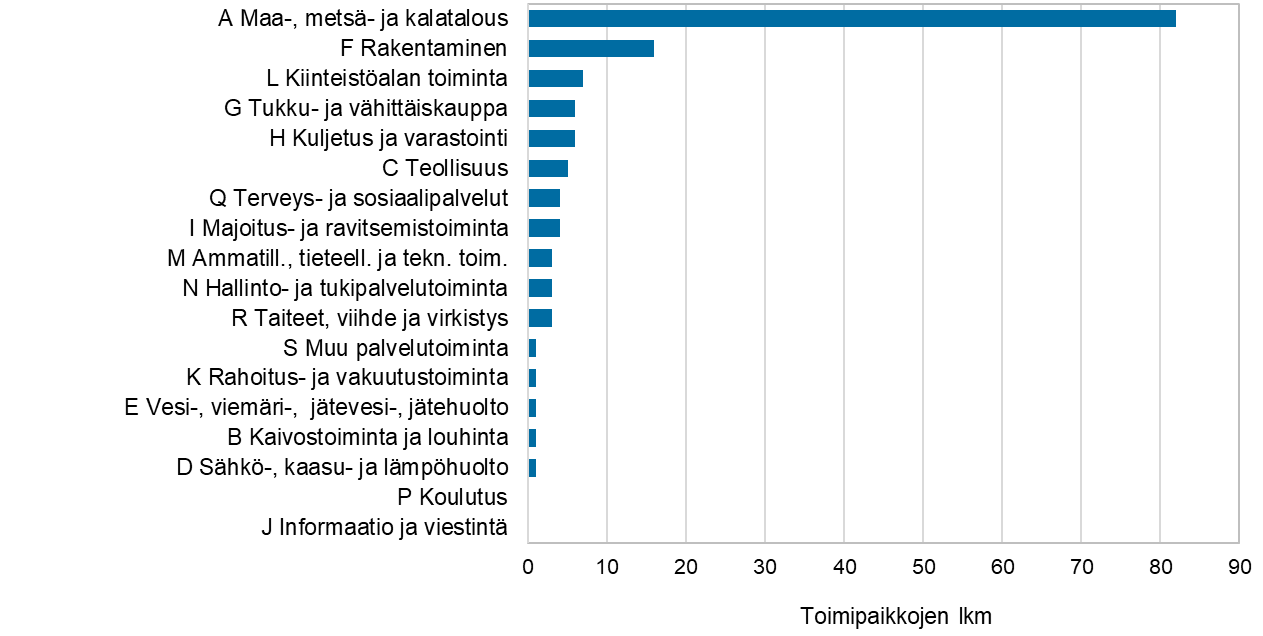 A Maa-, metsä- ja kalatalous
F Rakentaminen
L Kiinteistöalan toiminta
G Tukku- ja vähittäiskauppa
H Kuljetus ja varastointi
C Teollisuus
Q Terveys- ja sosiaalipalvelut
I Majoitus- ja ravitsemistoiminta
M Ammatill., tieteell. ja tekn. toim.
N Hallinto- ja tukipalvelutoiminta
R Taiteet, viihde ja virkistys
S Muu palvelutoiminta
K Rahoitus- ja vakuutustoiminta
E Vesi-, viemäri-,  jätevesi-, jätehuolto
B Kaivostoiminta ja louhinta
D Sähkö-, kaasu- ja lämpöhuolto
P Koulutus
J Informaatio ja viestintä
0 10 20 30 40 50 60 70 80 90
Toimipaikkojen lkm